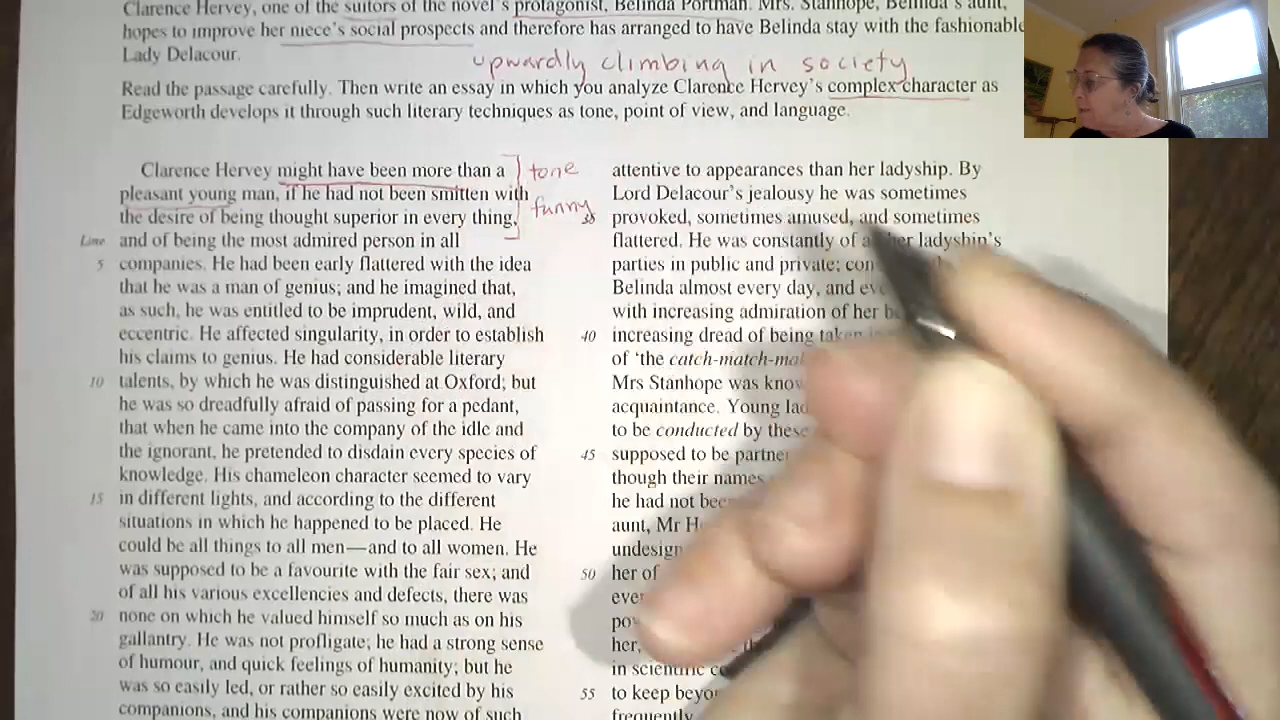 Clarence Hervey, one of the suitors of the novel's protagonist, Belinda Portman. Mrs. Stanhope, Belinda's aunt,
hopes to improve her niece's social prospects and therefore has arranged to have Belinda stay with the fashionable
Lady Delacour.
upwardly climbing in society
Read the passage carefully. Then write an essay in which you analyze Clarence Hervey's complex character as
Edgeworth develops it through such literary techniques as tone, point of view, and language.
Clarence Hervey might have been more than a
pleasant young man, if he had not been smitten with
the desire of being thought superior in every thing,
Line and of being the most admired person in all
5 companies. He had been early flattered with the idea
that he was a man of genius; and he imagined that,
as such, he was entitled to be imprudent, wild, and
eccentric. He affected singularity, in order to establish
his claims to genius. He had considerable literary
10 talents, by which he was distinguished at Oxford; but
he was so dreadfully afraid of passing for a pedant,
that when he came into the company of the idle and
the ignorant, he pretended to disdain every species of
knowledge. His chameleon character seemed to vary
15 in different lights, and according to the different
situations in which he happened to be placed. He
could be all things to all men—and to all women. He
was supposed to be a favourite with the fair sex; and
of all his various excellencies and defects, there was
20 none on which he valued himself so much as on his
gallantry. He was not profligate; he had a strong sense
of humour, and quick feelings of humanity; but he
was so easily led, or rather so easily excited by his
companions, and his companions were now of such
tone
funny
attentive to appearances than her ladyship. By
Lord Delacour's jealousy he was sometimes
provoked, sometimes amused, and sometimes
flattered. He was constantly of her ladyship's
parties in public and private;
Belinda almost every day, and
with increasing admiration of her
40 increasing dread of being taken
of 'the catch-match-
Mrs Stanhope was
acquaintance. Young
to be conducted by these
45 supposed to be
though their names
he had not
aunt, Mr
50 her of
her,
in scientific
55 to keep
frequently